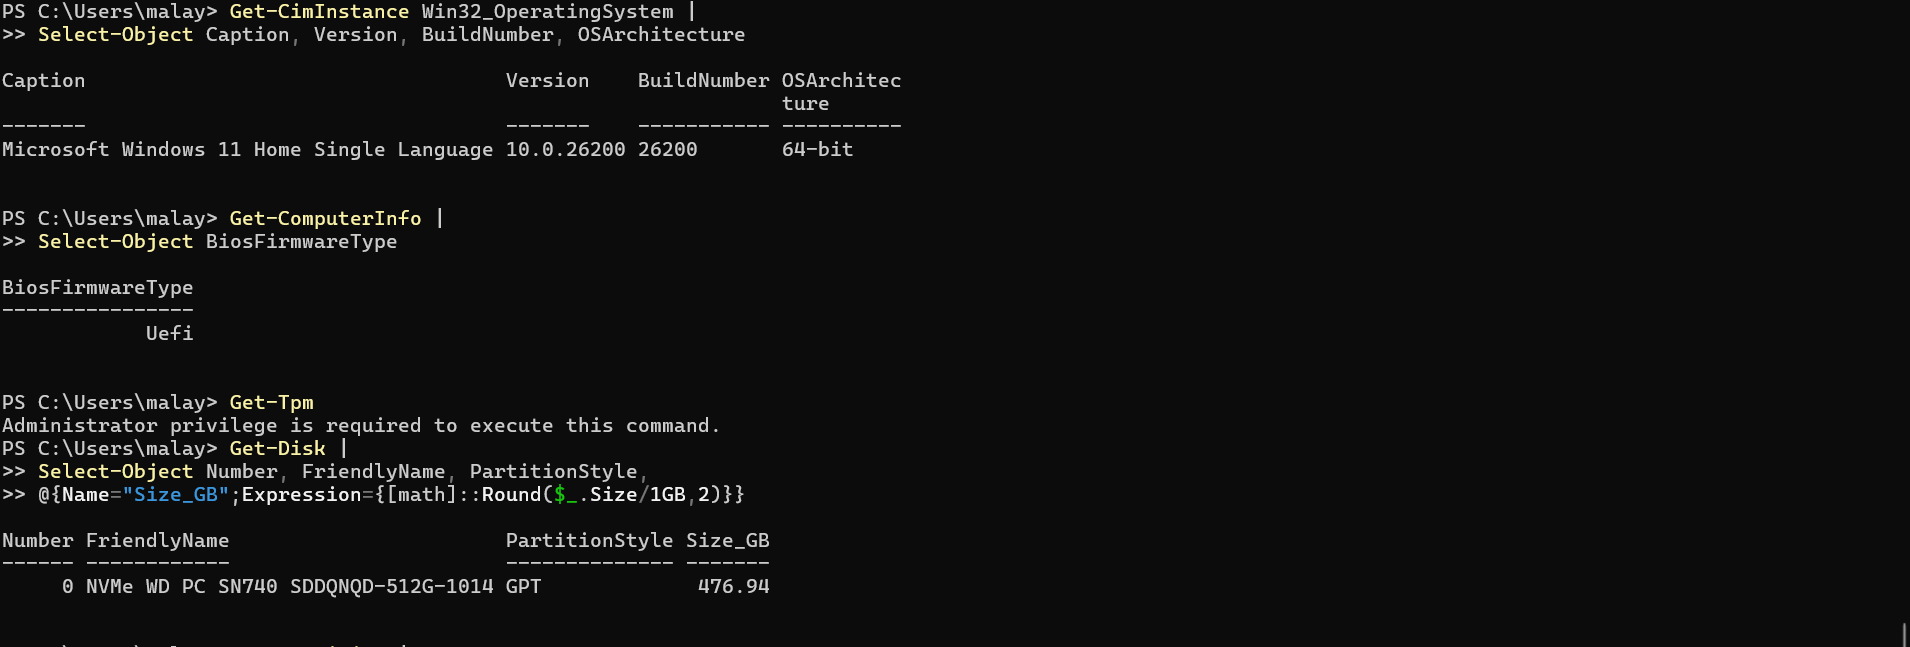 PS C:\Users\malay> Get-CimInstance Win32_OperatingSystem |
>> Select-Object Caption, Version, BuildNumber, OSArchitecture
Caption Version BuildNumber OSArchitec
ture
------- ------- ----------- ----------
Microsoft Windows 11 Home Single Language 10.0.26200 26200 64-bit
PS C:\Users\malay> Get-ComputerInfo |
>> Select-Object BiosFirmwareType
BiosFirmwareType
----------------
Uefi
PS C:\Users\malay> Get-Tpm
Administrator privilege is required to execute this command.
PS C:\Users\malay> Get-Disk |
>> Select-Object Number, FriendlyName, PartitionStyle,
>> @{Name="Size_GB";Expression={[math]::Round($_.Size/1GB,2)}}
Number FriendlyName PartitionStyle Size_GB
------ ------------ -------------- -------
0 NVMe WD PC SN740 SDDQNQD-512G-1014 GPT 476.94